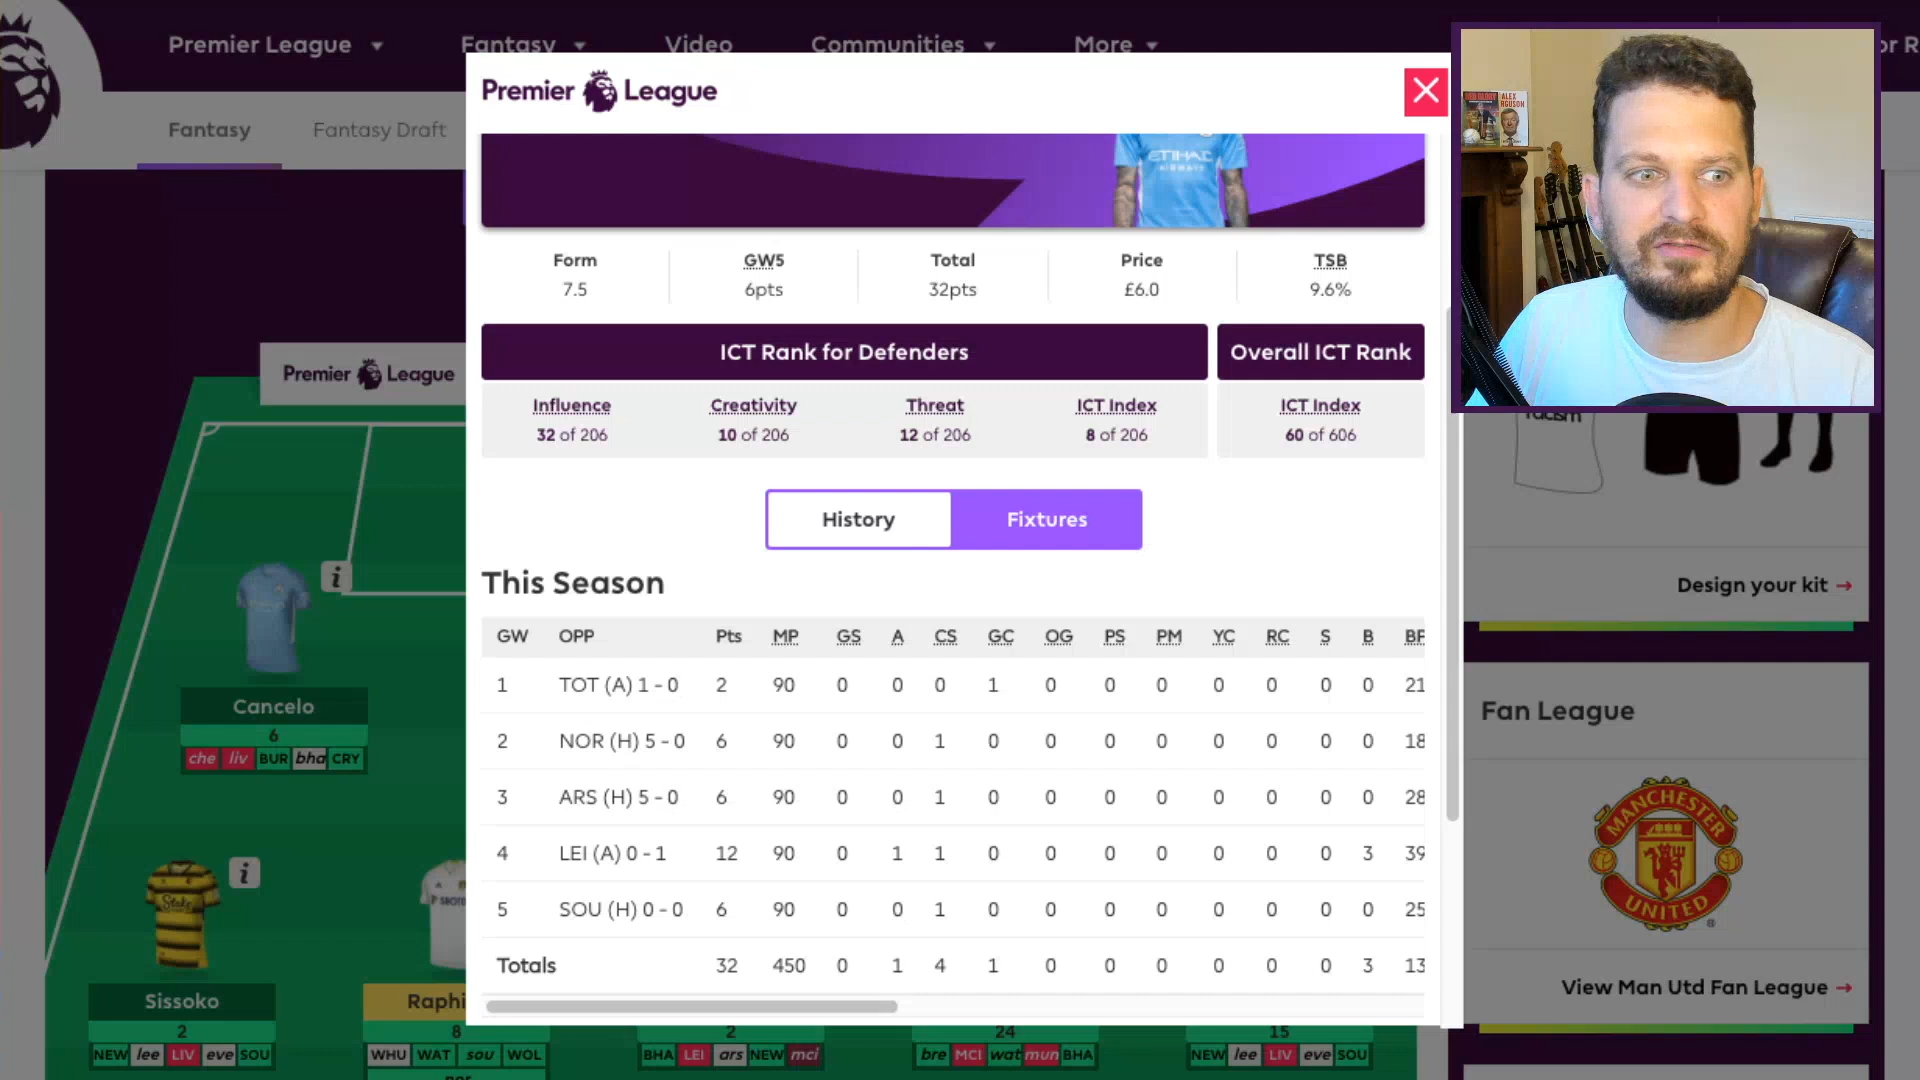 Premier League
Fantasy
Video
Communities
More
or R
Fantasy
Fantasy Draft
Premier League
ETIHAD
AIRWAYS
RED GLORY
ALEX
Form
GW5
Total
Price
TSB
7.5
6pts
32pts
£6.0
9.6%
ICT Rank for Defenders
Overall ICT Rank
Influence
Creativity
Threat
ICT Index
ICT Index
32 of 206
10 of 206
12 of 206
8 of 206
60 of 606
History
Fixtures
This Season
GW OPP Pts MP GS A CS GC OG PS PM YC RC S B BP
1 TOT (A) 1 - 0 2 90 0 0 0 1 0 0 0 0 0 0 0 21
2 NOR (H) 5 - 0 6 90 0 0 1 0 0 0 0 0 0 0 0 18
3 ARS (H) 5 - 0 6 90 0 0 1 0 0 0 0 0 0 0 0 28
4 LEI (A) 0 - 1 12 90 0 1 1 0 0 0 0 0 0 0 3 39
5 SOU (H) 0 - 0 6 90 0 0 1 0 0 0 0 0 0 0 0 25
Totals 32 450 0 1 4 1 0 0 0 0 0 0 3 13
Premier League
Cancelo
6
che liv BUR bha CRY
Stake
Sissoko
2
NEW lee LIV eve SOU
Raphi
8
WHU WAT sou WOL
nor
2
BHA LEI ars NEW mci
24
bre MCI wat mun BHA
15
NEW lee LIV eve SOU
racism
Design your kit →
Fan League
MANCHESTER
UNITED
View Man Utd Fan League →